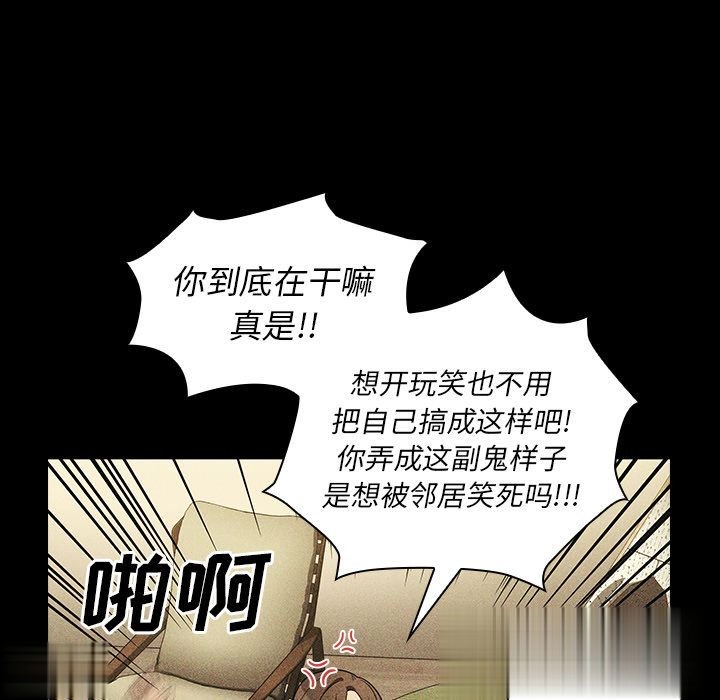 你到底在干嘛
真是!!
想开玩笑也不用
把自己搞成这样吧!
你弄成这副鬼样子
是想被邻居笑死吗!!!
啪啊